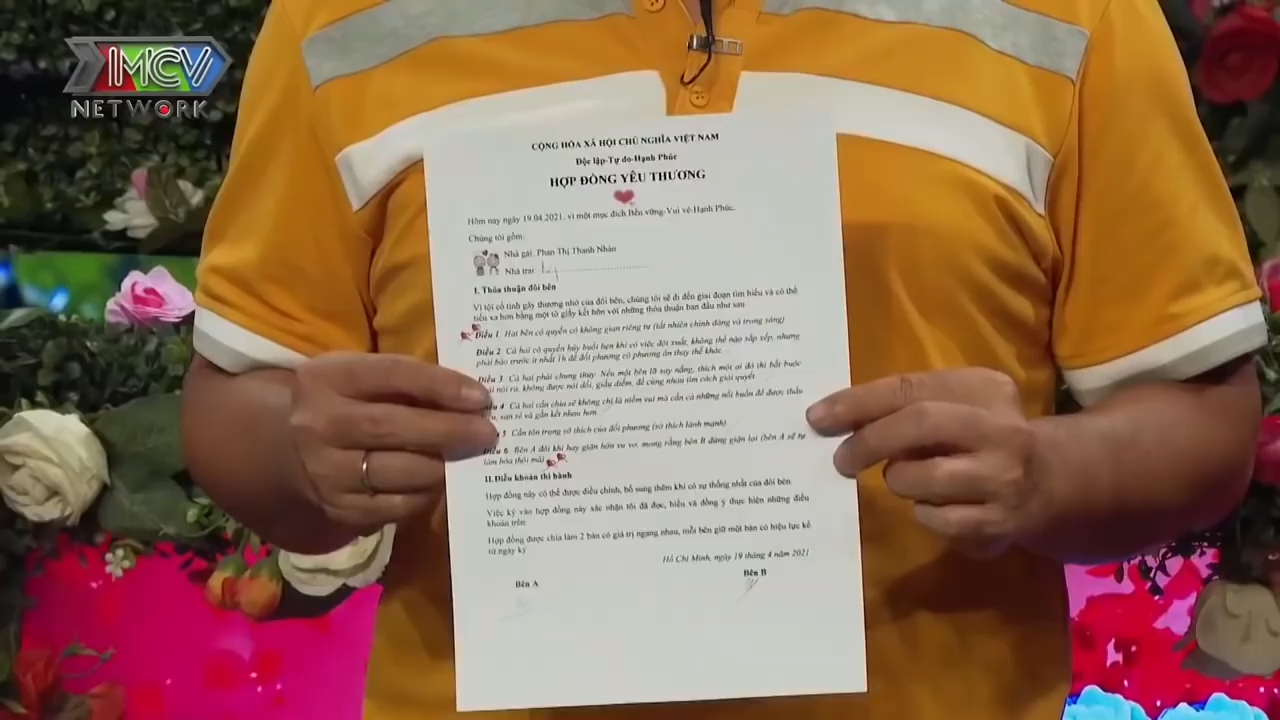 MCV
NETWORK
CỘNG HÒA XÃ HỘI CHỦ NGHĨA VIỆT NAM
Độc lập-Tự do-Hạnh Phúc
HỢP ĐỒNG YÊU THƯƠNG
Hôm nay ngày 19.04.2021, vì một mục đích Bền vững-Vui vẻ-Hạnh Phúc.
Chúng tôi gồm:
Nhà gái: Phan Thị Thanh Nhàn
Nhà trai:
I. Thỏa thuận đôi bên
Vì tội cố tình gây thương nhớ của đôi bên, chúng tôi sẽ đi đến giai đoạn tìm hiểu và có thể
tiến xa hơn bằng một tờ giấy kết hôn với những thỏa thuận ban đầu như sau
Điều 1. Hai bên có quyền có không gian riêng tư (tất nhiên chính đáng và trong sáng)
Điều 2. Cả hai có quyền hủy buổi hẹn khi có việc đột xuất, không thể nào sắp xếp, nhưng
phải báo trước ít nhất 1h để đối phương có phương án thay thế khác.
Điều 3. Cả hai phải chung thủy. Nếu một bên lỡ say nắng, thích một ai đó thì bắt buộc
nói ra, không được nói dối, giấu diếm, để cùng nhau tìm cách giải quyết
4. Cả hai cần chia sẻ không chỉ là niềm vui mà cần cả những nỗi buồn để được thấu
san sẻ và gắn kết nhau hơn.
5. Cần tôn trọng sở thích của đối phương (sở thích lành mạnh).
Điều 6. Bên A đôi khi hay giận hờn vu vơ, mong rằng bên B đừng giận lại (bên A sẽ tự
làm hòa thôi mà)
II. Điều khoản thi hành
Hợp đồng này có thể được điều chỉnh, bổ sung thêm khi có sự thống nhất của đôi bên.
Việc ký vào hợp đồng này xác nhận tôi đã đọc, hiểu và đồng ý thực hiện những điều
khoản trên
Hợp đồng được chia làm 2 bản có giá trị ngang nhau, mỗi bên giữ một bản có hiệu lực kể
từ ngày ký
Hồ Chí Minh, ngày 19 tháng 4 năm 2021
Bên A Bên B